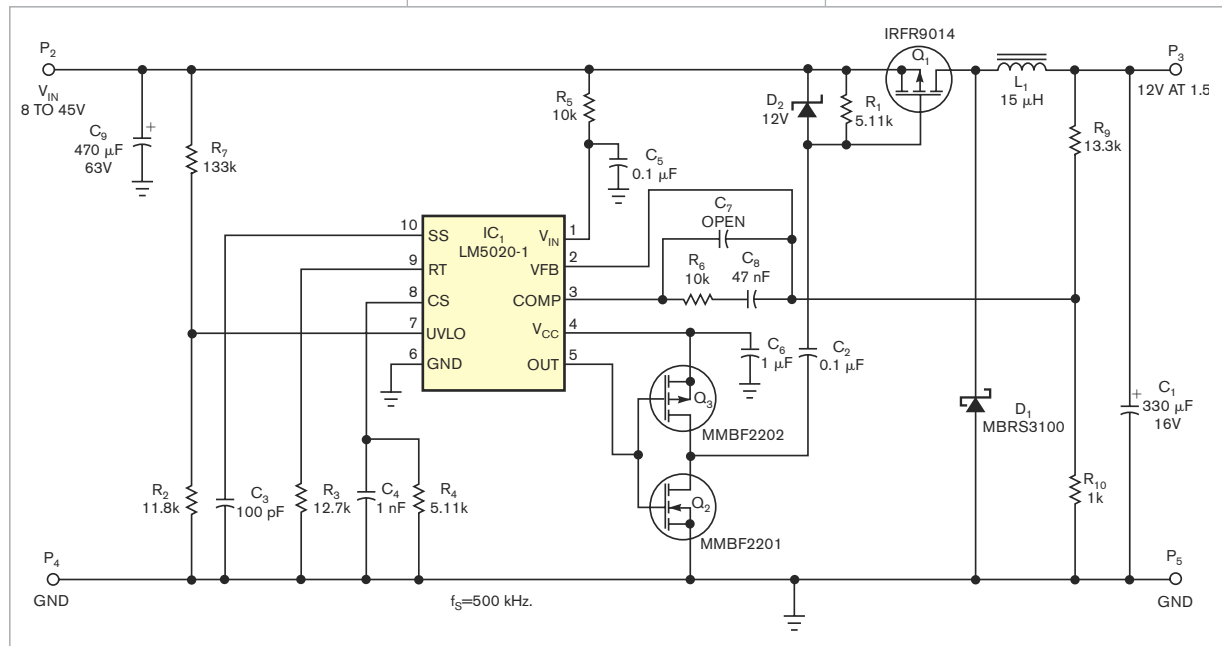 IRFR9014
P2
VIN
8 TO 45V
C9
470 µF
63V
+
R7
133k
R5
10k
C5
0.1 µF
D2
12V
R1
5.11k
Q1
L1
15 µH
P3
12V AT 1.5
R9
13.3k
C7
OPEN
R6
10k
C8
47 nF
IC1
LM5020-1
10
SS
9
RT
8
CS
7
UVLO
6
GND
VIN
1
VFB
2
COMP
3
VCC
4
OUT
5
C6
1 µF
C2
0.1 µF
Q3
MMBF2202
Q2
MMBF2201
D1
MBRS3100
+
C1
330 µF
16V
R2
11.8k
C3
100 pF
R3
12.7k
C4
1 nF
R4
5.11k
R10
1k
P4
GND
fS=500 kHz.
P5
GND